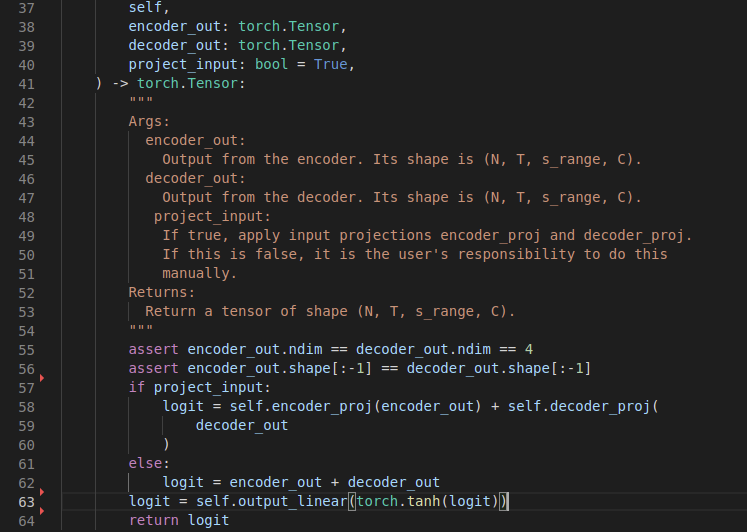 37 self,
38 encoder_out: torch.Tensor,
39 decoder_out: torch.Tensor,
40 project_input: bool = True,
41 ) -> torch.Tensor:
42 """
43 Args:
44 encoder_out:
45 Output from the encoder. Its shape is (N, T, s_range, C).
46 decoder_out:
47 Output from the decoder. Its shape is (N, T, s_range, C).
48 project_input:
49 If true, apply input projections encoder_proj and decoder_proj.
50 If this is false, it is the user's responsibility to do this
51 manually.
52 Returns:
53 Return a tensor of shape (N, T, s_range, C).
54 """
55 assert encoder_out.ndim == decoder_out.ndim == 4
56 assert encoder_out.shape[:-1] == decoder_out.shape[:-1]
57 if project_input:
58 logit = self.encoder_proj(encoder_out) + self.decoder_proj(
59 decoder_out
60 )
61 else:
62 logit = encoder_out + decoder_out
63 logit = self.output_linear(torch.tanh(logit))
64 return logit